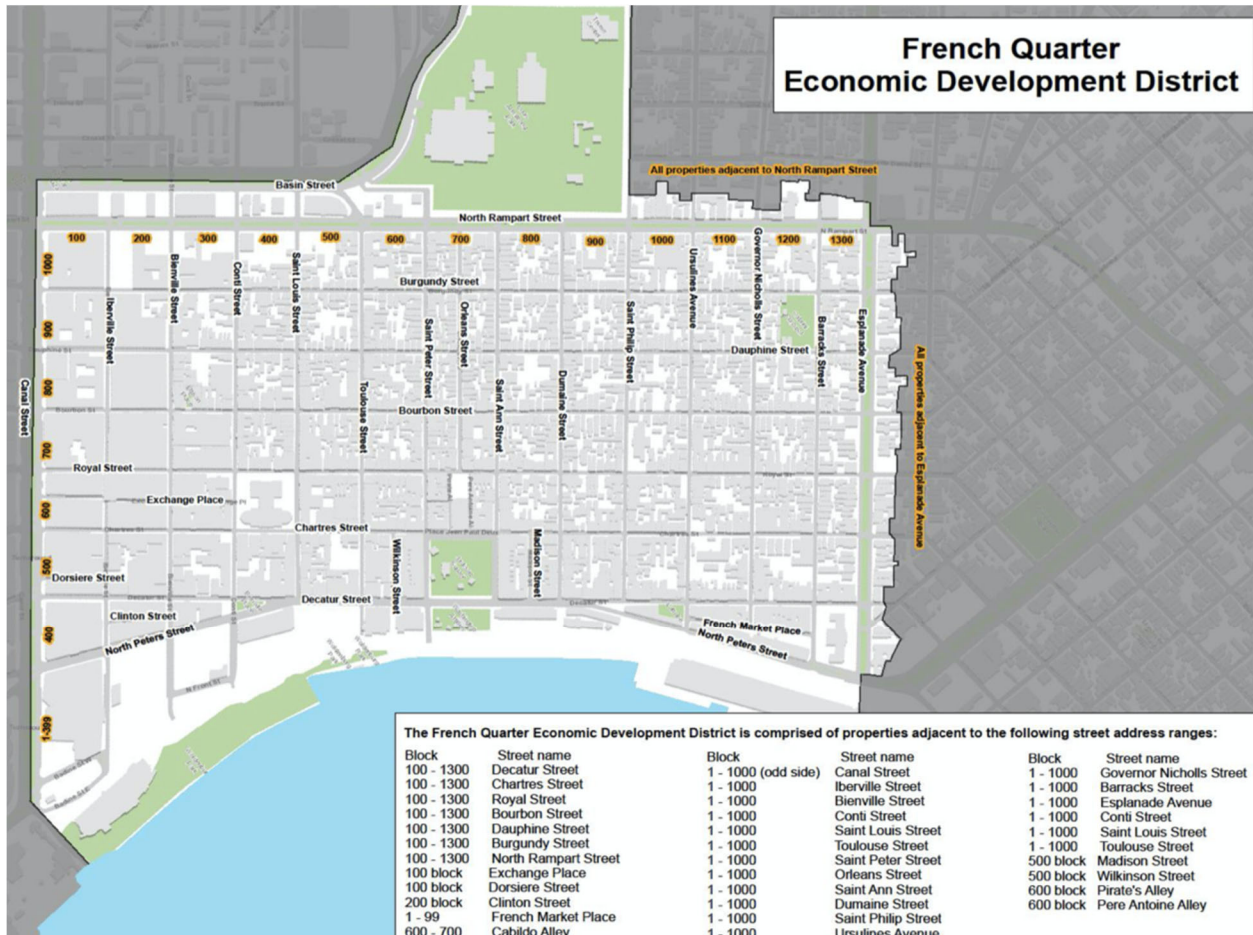 French Quarter
Economic Development District
All properties adjacent to North Rampart Street
Basin Street
North Rampart Street
N Rampart St
100
200
300
400
500
600
700
800
900
1000
1100
1200
1300
1000
900
800
700
600
500
400
1-399
Canal Street
Iberville Street
Bienville Street
Conti Street
Saint Louis Street
Toulouse Street
Saint Peter Street
Orleans Street
Saint Ann Street
Dumaine Street
Saint Phillip Street
Ursulines Avenue
Governor Nicholls Street
Barracks Street
Esplanade Avenue
All properties adjacent to Esplanade Avenue
Burgundy Street
Dauphine Street
Bourbon Street
Royal Street
Exchange Place
Chartres Street
Wilkinson Street
Madison Street
Dorsiere Street
Decatur Street
Clinton Street
North Peters Street
French Market Place
North Peters Street
N Front St
The French Quarter Economic Development District is comprised of properties adjacent to the following street address ranges:
Block Street name
100 - 1300 Decatur Street
100 - 1300 Chartres Street
100 - 1300 Royal Street
100 - 1300 Bourbon Street
100 - 1300 Dauphine Street
100 - 1300 Burgundy Street
100 - 1300 North Rampart Street
100 block Exchange Place
100 block Dorsiere Street
200 block Clinton Street
1 - 99 French Market Place
600 - 700 Cabildo Alley
Block Street name
1 - 1000 (odd side) Canal Street
1 - 1000 Iberville Street
1 - 1000 Bienville Street
1 - 1000 Conti Street
1 - 1000 Saint Louis Street
1 - 1000 Toulouse Street
1 - 1000 Saint Peter Street
1 - 1000 Orleans Street
1 - 1000 Saint Ann Street
1 - 1000 Dumaine Street
1 - 1000 Saint Philip Street
1 - 1000 Ursulines Avenue
Block Street name
1 - 1000 Governor Nicholls Street
1 - 1000 Barracks Street
1 - 1000 Esplanade Avenue
1 - 1000 Conti Street
1 - 1000 Saint Louis Street
1 - 1000 Toulouse Street
500 block Madison Street
500 block Wilkinson Street
600 block Pirate's Alley
600 block Pere Antoine Alley